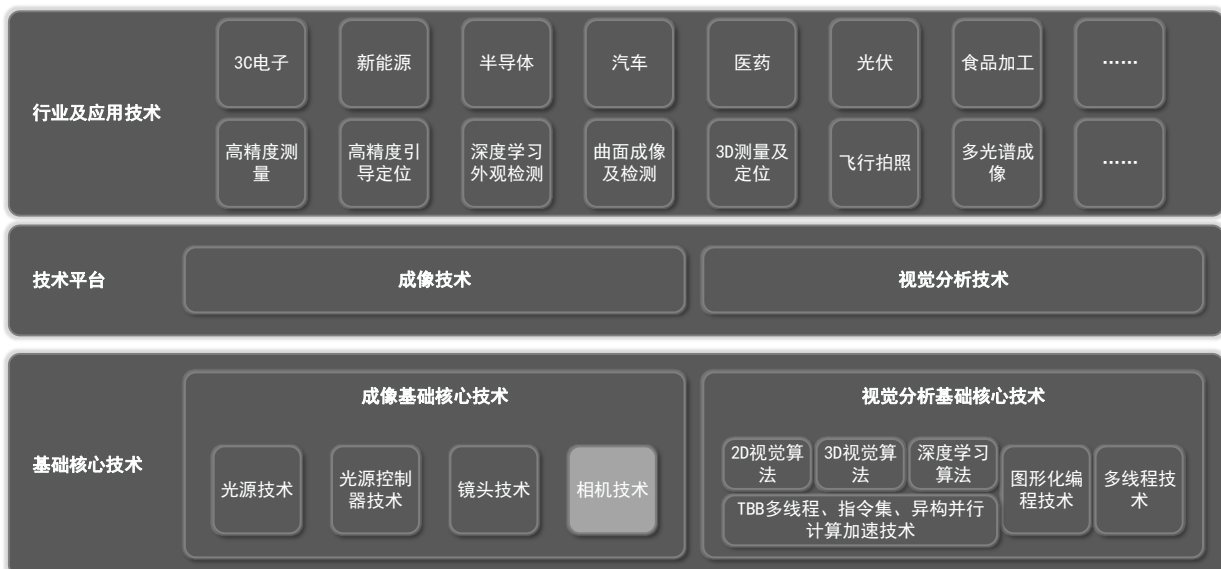 行业及应用技术
3C电子
新能源
半导体
汽车
医药
光伏
食品加工
……
高精度测
量
高精度引
导定位
深度学习
外观检测
曲面成像
及检测
3D测量及
定位
飞行拍照
多光谱成
像
……
技术平台
成像技术
视觉分析技术
基础核心技术
成像基础核心技术
光源技术
光源控制
器技术
镜头技术
相机技术
视觉分析基础核心技术
2D视觉算
法
3D视觉算
法
深度学习
算法
TBB多线程、指令集、异构并行
计算加速技术
图形化编
程技术
多线程技
术